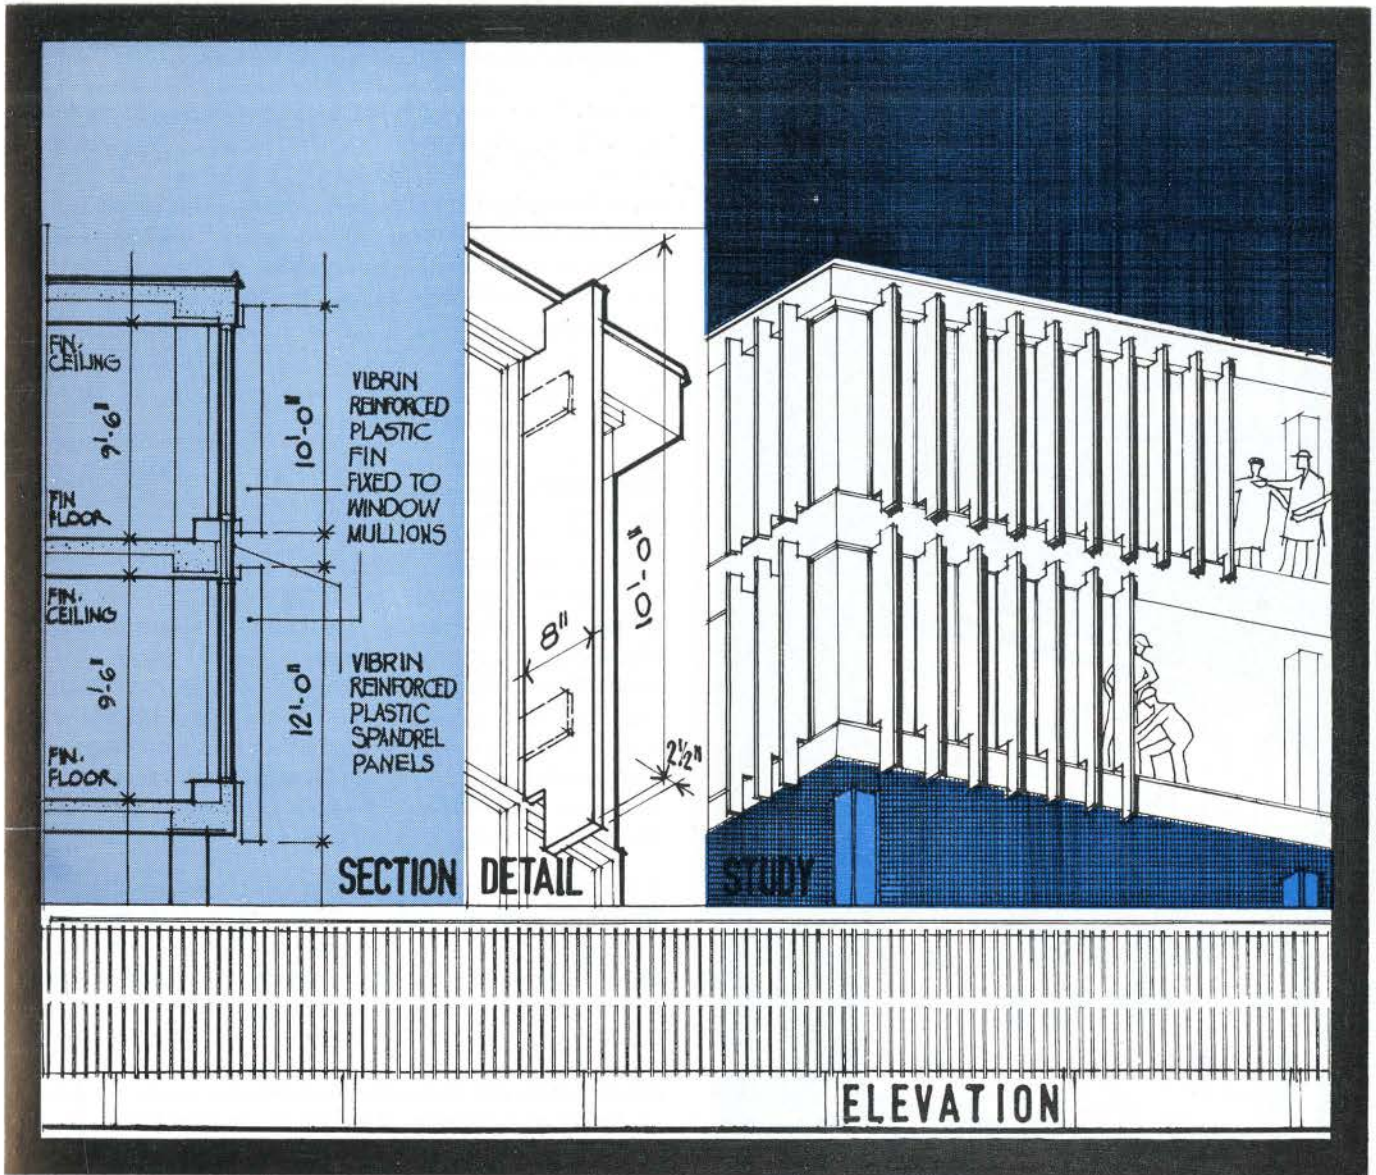 FIN.
CEILING
9'-6"
FIN
FLOOR
FIN.
CEILING
9'-6"
FIN.
FLOOR
10'-0"
12'-0"
VIBRIN
REINFORCED
PLASTIC
FIN
FIXED TO
WINDOW
MULLIONS
VIBRIN
REINFORCED
PLASTIC
SPANDREL
PANELS
SECTION
8"
10'-0"
2½"
DETAIL
STUDY
ELEVATION